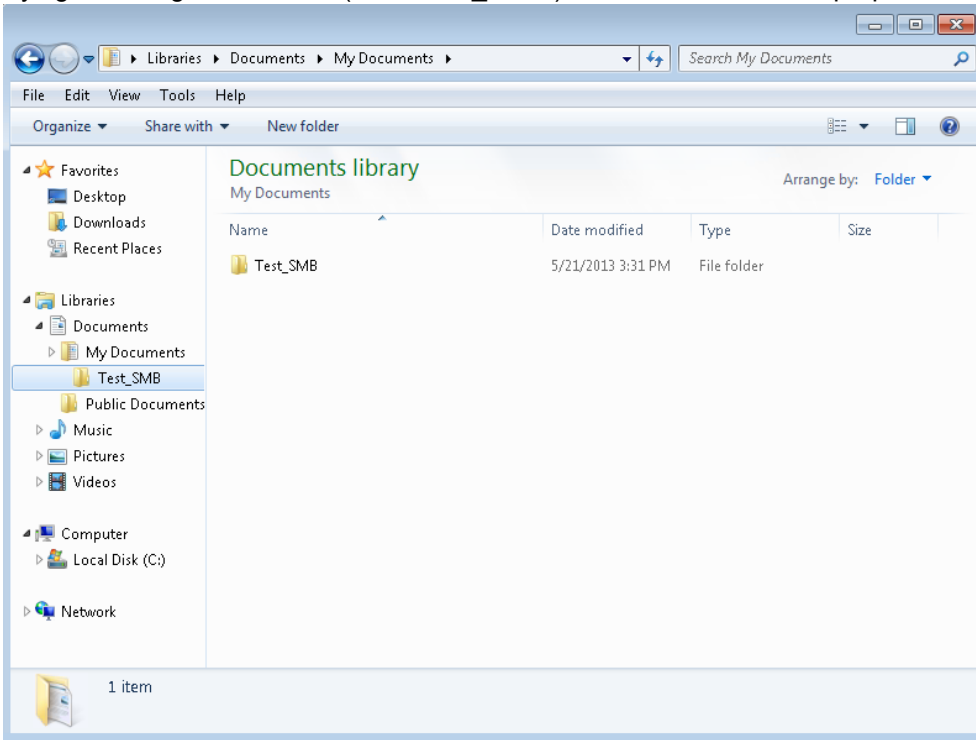 Libraries ▸ Documents ▸ My Documents ▸
Search My Documents
File Edit View Tools Help
Organize Share with New folder
Favorites
Desktop
Downloads
Recent Places
Libraries
Documents
My Documents
Test_SMB
Public Documents
Music
Pictures
Videos
Computer
Local Disk (C:)
Network
Documents library
My Documents
Arrange by: Folder
Name Date modified Type Size
Test_SMB 5/21/2013 3:31 PM File folder
1 item